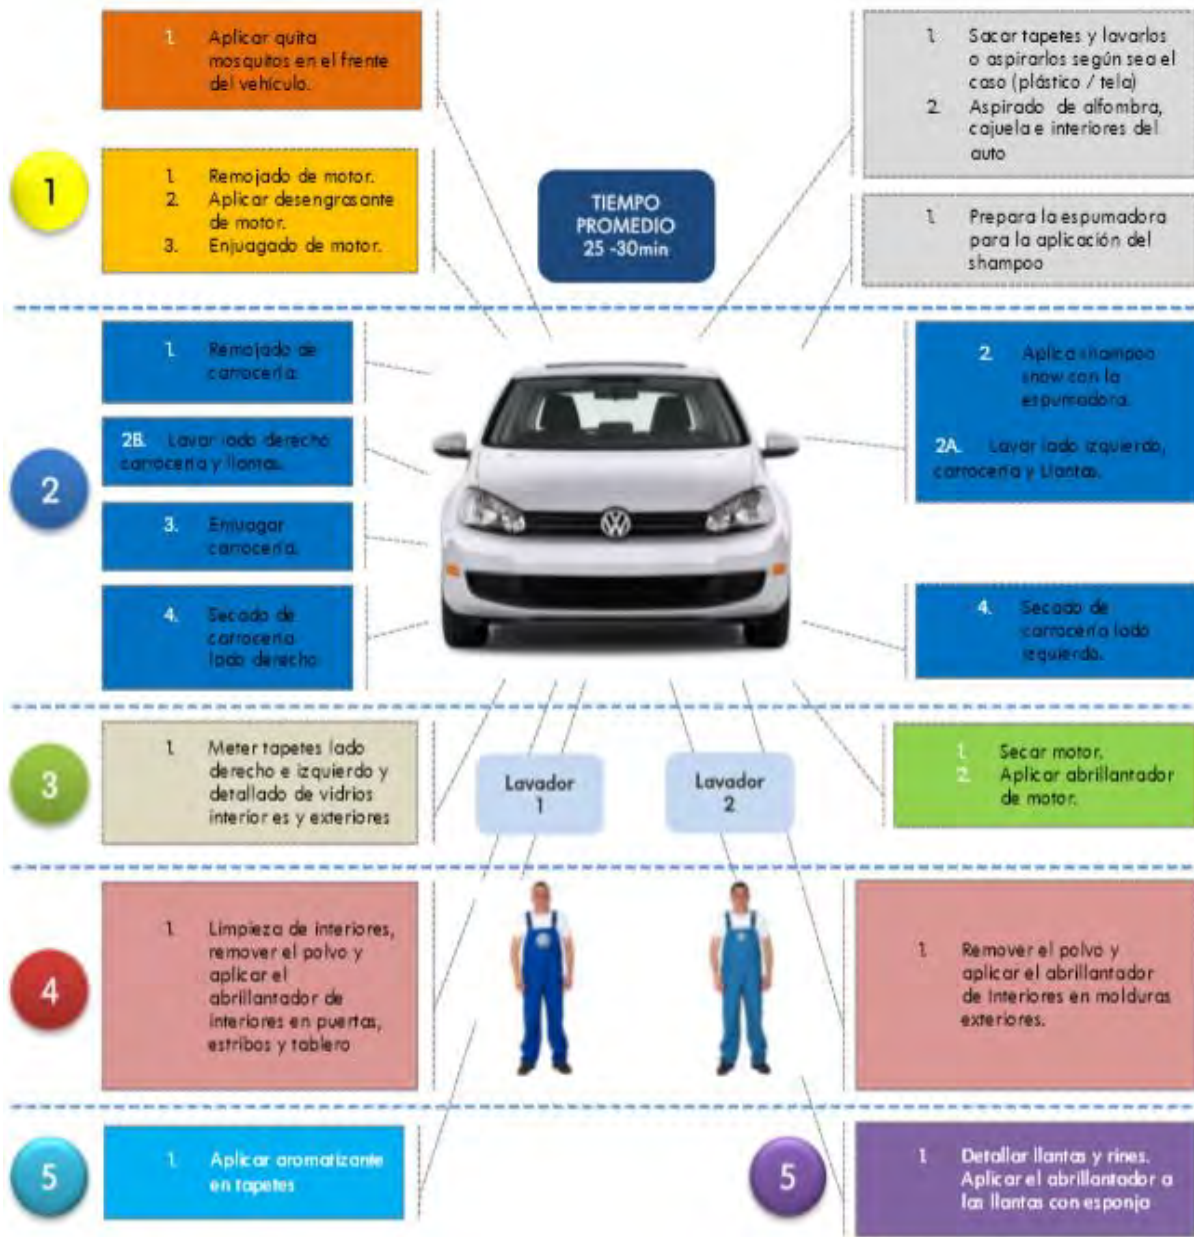 1. Aplicar quita
mosquitos en el frente
del vehículo.
1. Sacar tapetes y lavarlos
o aspirarlos según sea el
caso (plástico / tela)
2. Aspirado de alfombra,
cajuela e interiores del
auto
1
1. Remojado de motor.
2. Aplicar desengrasante
de motor.
3. Enjuagado de motor.
TIEMPO
PROMEDIO
25 -30min
1. Prepara la espumadora
para la aplicación del
shampoo
2
1. Remojado de
carrocería.
2B. Lavar lado derecho
carrocería y llantas.
3. Enjuagar
carrocería.
4. Secado de
carrocería
lado derecho
2. Aplica shampoo
snow con la
espumadora.
2A. Lavar lado izquierdo,
carrocería y Llantas.
4. Secado de
carrocería lado
izquierdo.
3
1. Meter tapetes lado
derecho e izquierdo y
detallado de vidrios
interiores y exteriores
Lavador
1
Lavador
2
1. Secar motor.
2. Aplicar abrillantador
de motor.
4
1. Limpieza de interiores,
remover el polvo y
aplicar el
abrillantador de
interiores en puertas,
estribos y tablero
1. Remover el polvo y
aplicar el abrillantador
de Interiores en molduras
exteriores.
5
1. Aplicar aromatizante
en tapetes
5
1. Detallar llantas y rines.
Aplicar el abrillantador a
las llantas con esponja